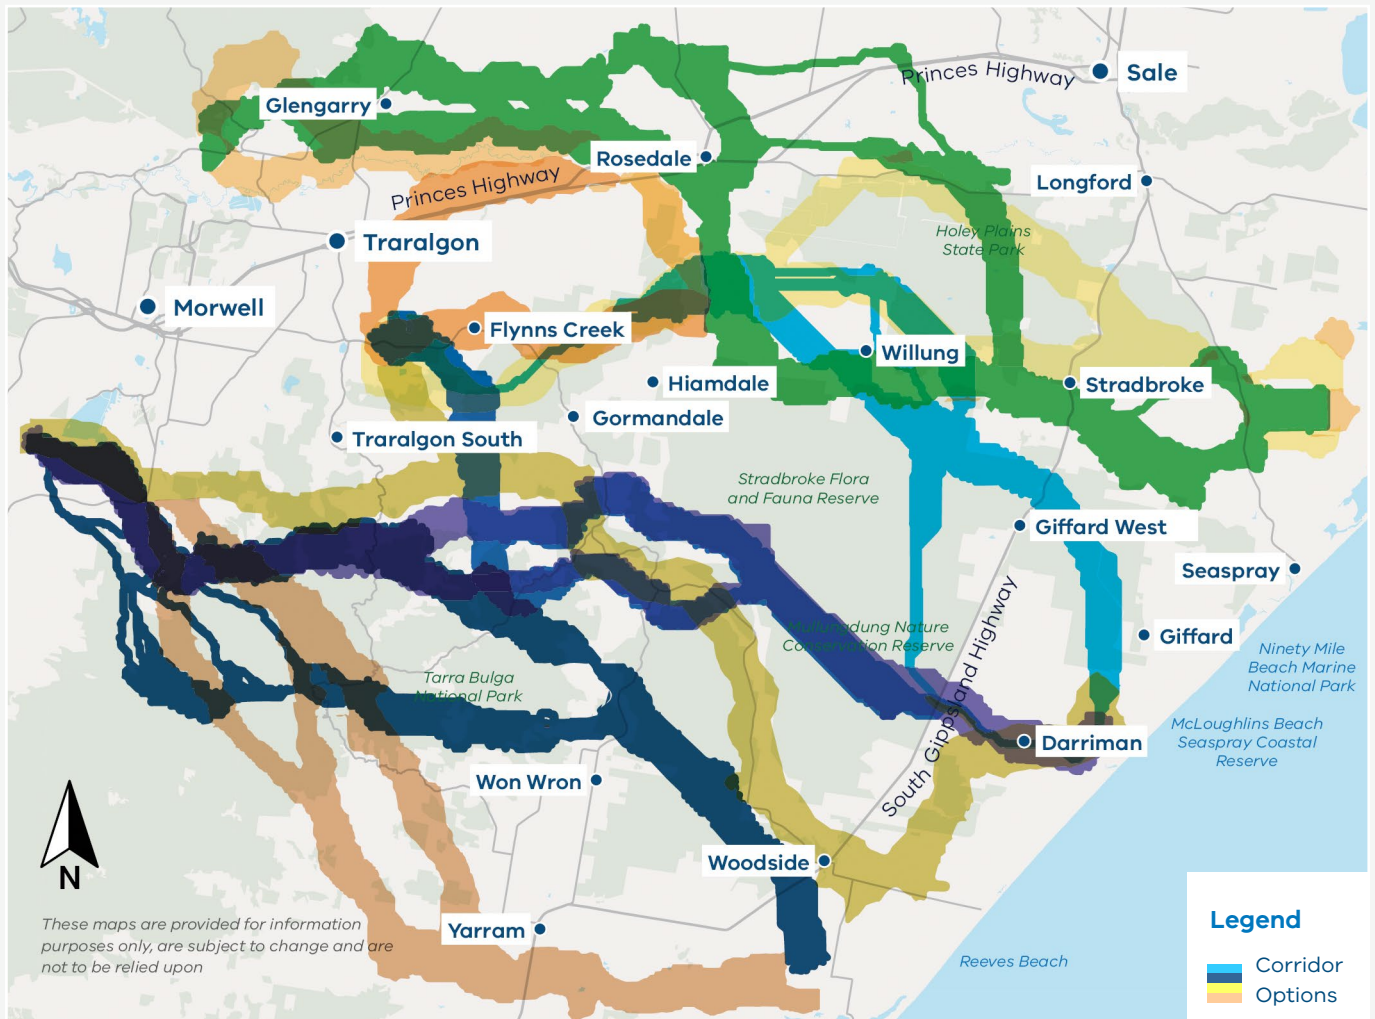 Princes Highway
Sale
Glengarry
Rosedale
Longford
Princes Highway
Holey Plains
State Park
Traralgon
Morwell
Flynns Creek
Willung
Hiamdale
Stradbroke
Gormandale
Traralgon South
Stradbroke Flora
and Fauna Reserve
Giffard West
Seaspray
Giffard
Mullungdung Nature
Conservation Reserve
Ninety Mile
Beach Marine
National Park
Tarra Bulga
National Park
South Gippsland Highway
McLoughlins Beach
Seaspray Coastal
Reserve
Darriman
Won Wron
Woodside
N
Yarram
These maps are provided for information
purposes only, are subject to change and are
not to be relied upon
Reeves Beach
Legend
Corridor
Options